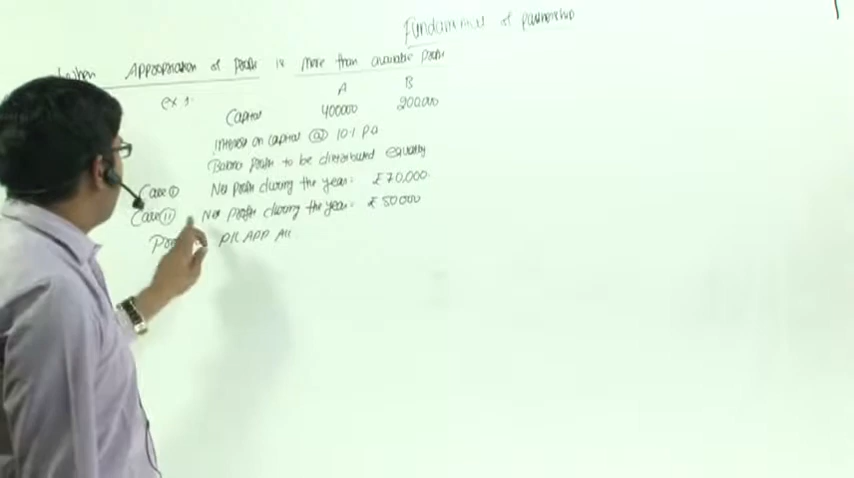 Fundamental of partnership
When Appropriation of Profit is more than available Profit
ex 1.
A B
Capital 400000 200,000
Interest on capital @ 10% Pa
Balance profit to be distributed equally
Case (I) Net profit during the year: ₹ 70,000.
Case (II) Net profit during the year: ₹ 50000
P/L APP A/c